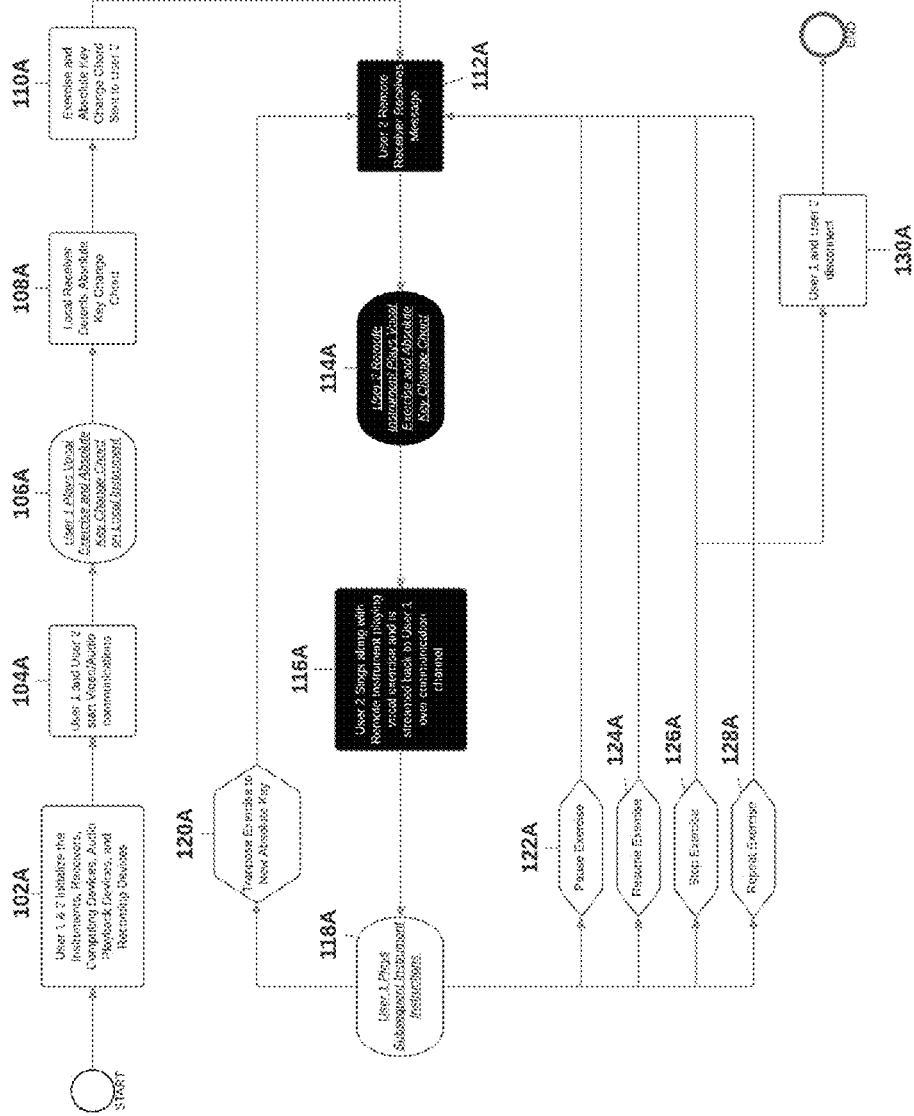 START
102A
User 1 & 2 Initialize the
Instruments, Receivers,
Computing Devices, Audio
Playback Devices, and
Recording Devices
104A
User 1 and User 2
start Video/Audio
communications
106A
User 1 Plays Vocal
Exercise and Absolute
Key Change Chord
on Local Instrument
108A
Local Receiver
Detects Absolute
Key Change
Chord
110A
Exercise and
Absolute Key
Change Chord
Sent to User 2
112A
User 2 Remote
Receiver Receives
Message
114A
User 2 Remote
Instrument Plays Vocal
Exercise and Absolute
Key Change Chord
116A
User 2 Sings along with
Remote Instrument playing
vocal exercise and is
streamed back to User 1
over communication
channel
118A
User 1 Plays
Subsequent Instrument
Instructions
120A
Transpose Exercise to
New Absolute Key
122A
Pause Exercise
124A
Resume Exercise
126A
Stop Exercise
128A
Repeat Exercise
130A
User 1 and User 2
disconnect
END